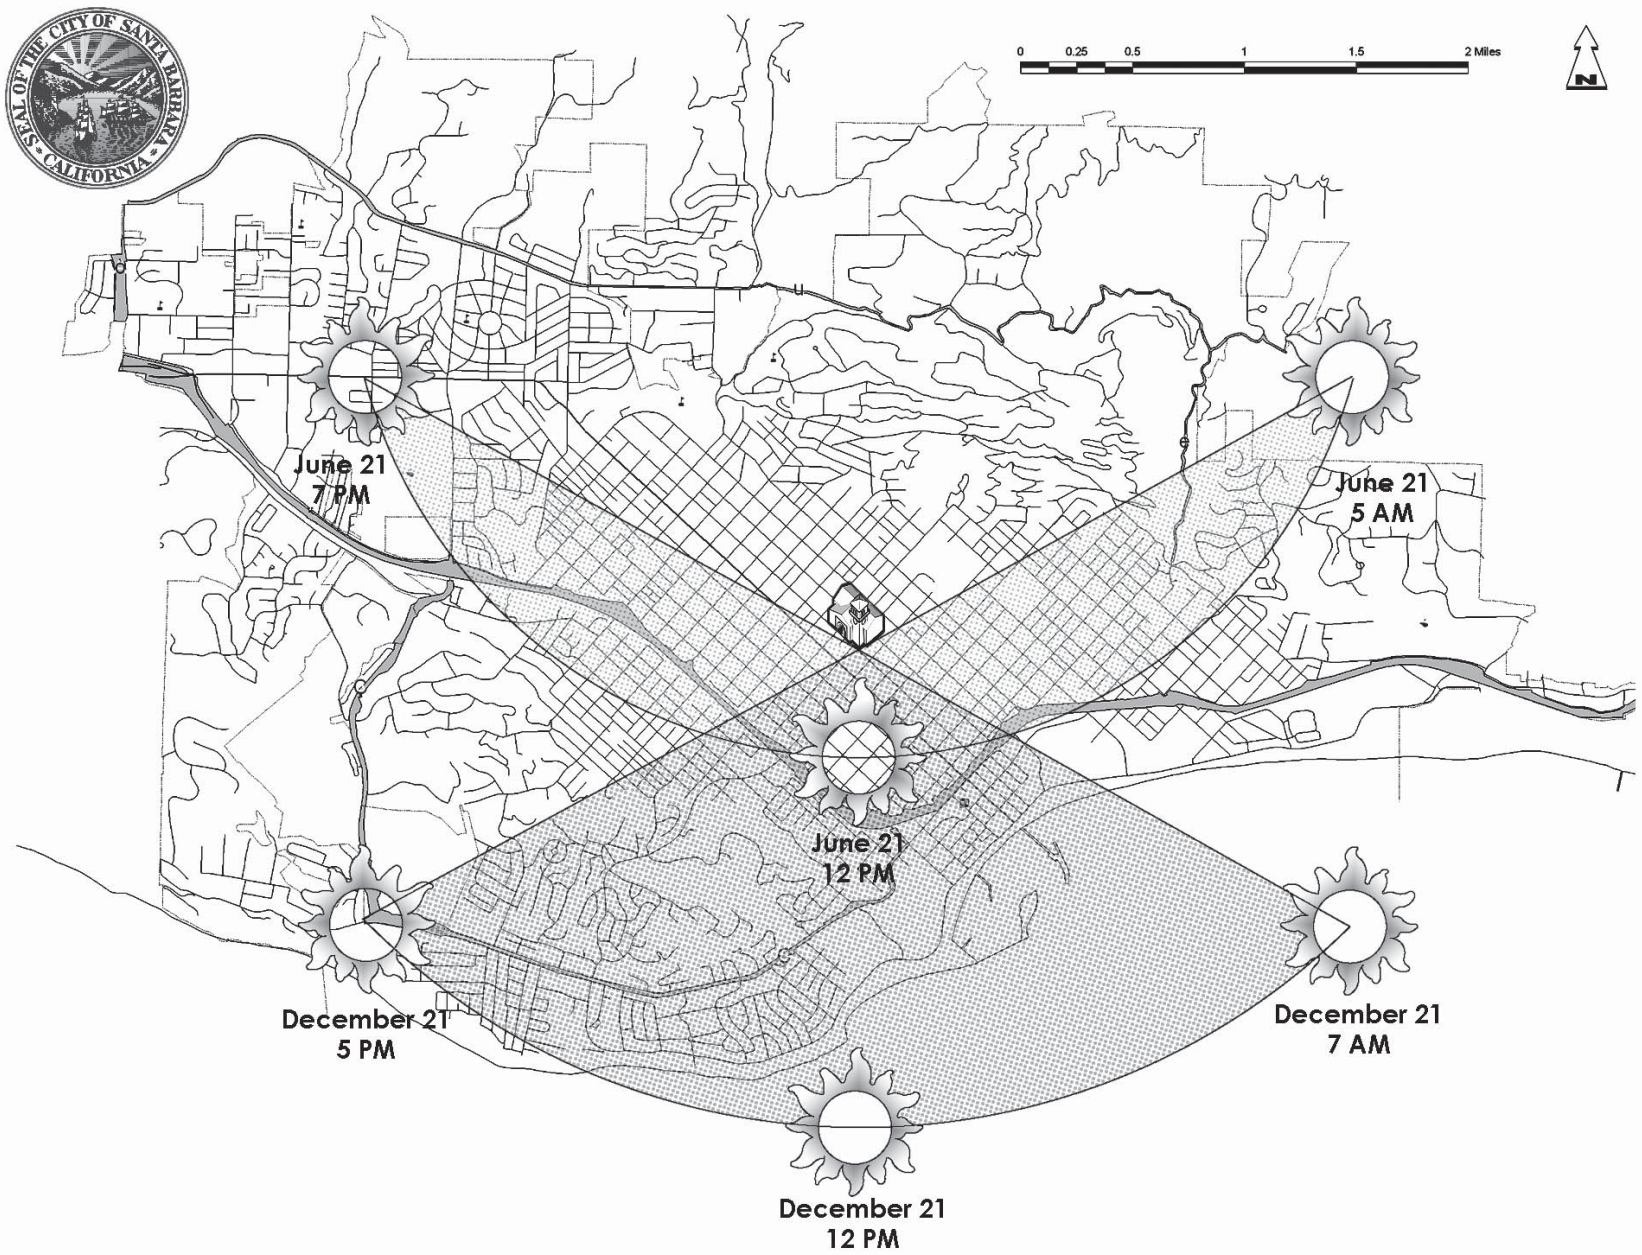 SEAL OF THE CITY OF SANTA BARBARA
CALIFORNIA
0 0.25 0.5 1 1.5 2 Miles
N
June 21
7 PM
June 21
5 AM
June 21
12 PM
December 21
5 PM
December 21
7 AM
December 21
12 PM